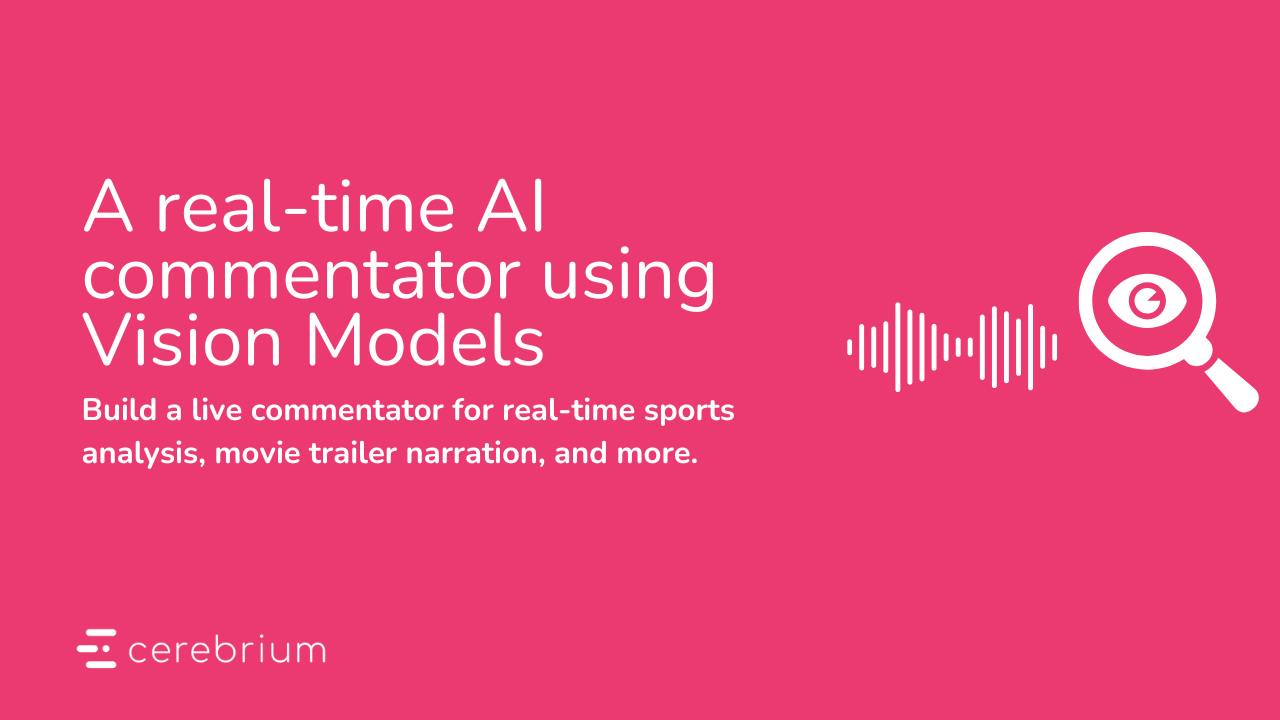 A real-time AI
commentator using
Vision Models
Build a live commentator for real-time sports
analysis, movie trailer narration, and more.
cerebrium